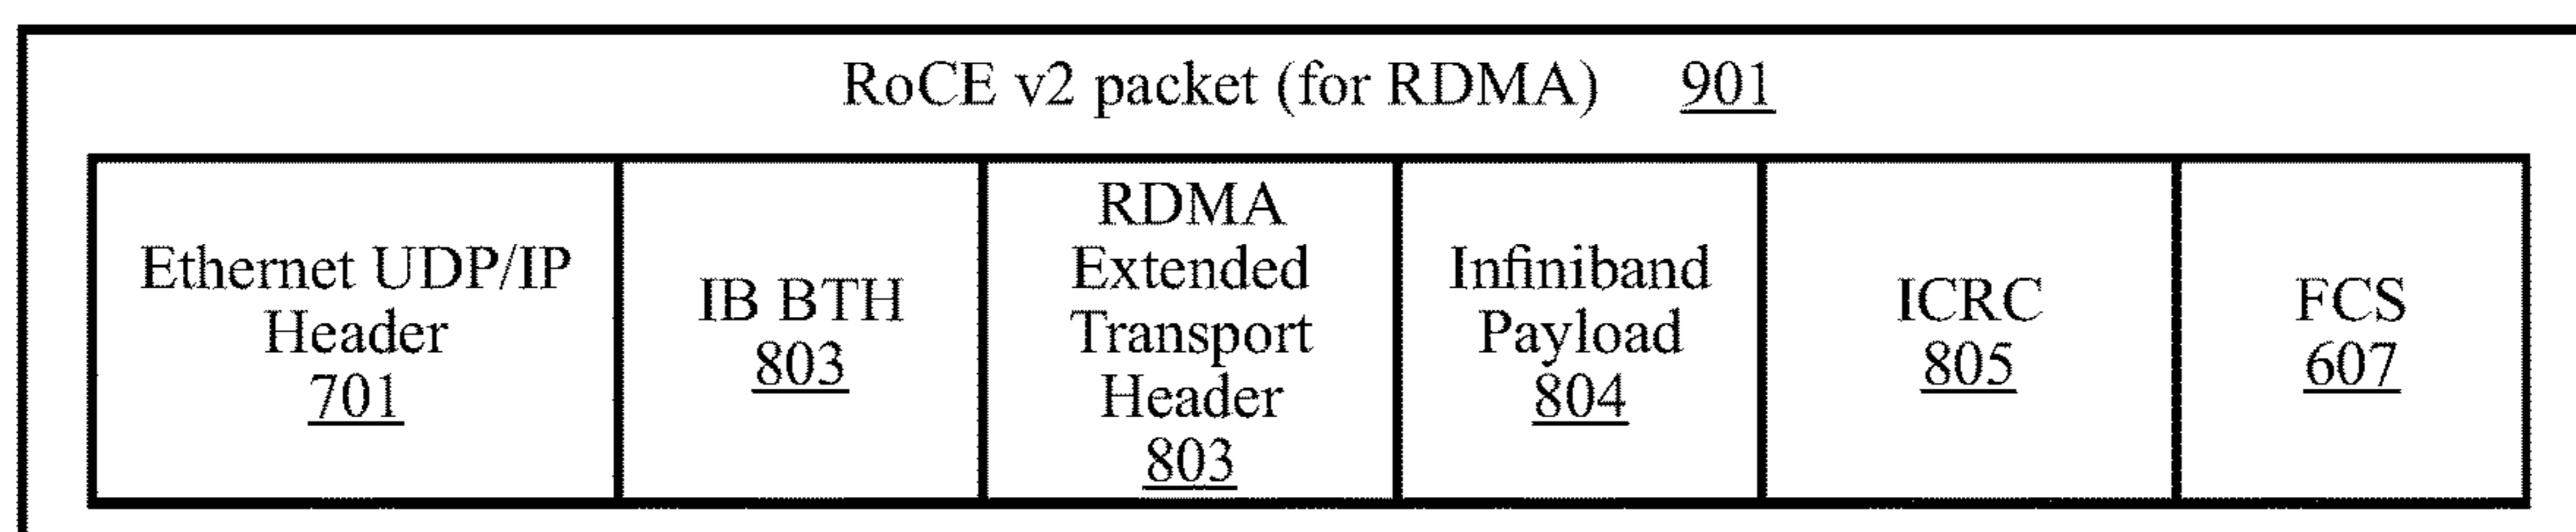 RoCE v2 packet (for RDMA) 901
Ethernet UDP/IP
Header
701
IB BTH
803
RDMA
Extended
Transport
Header
803
Infiniband
Payload
804
ICRC
805
FCS
607